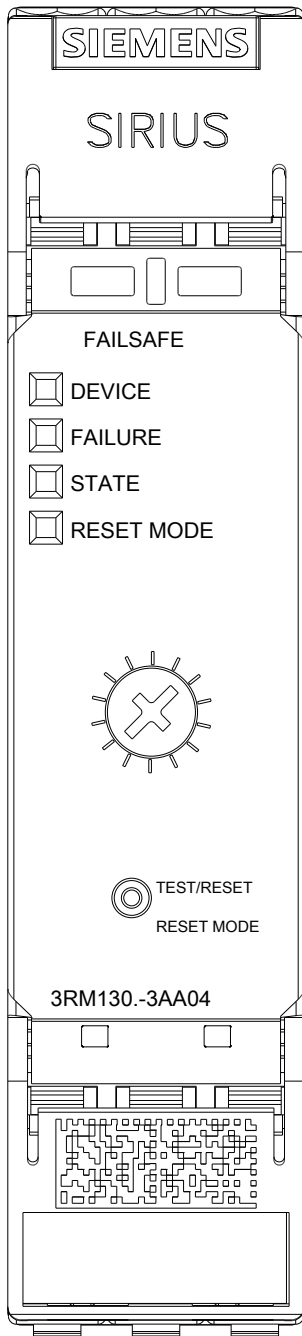 SIEMENS
SIRIUS
FAILSAFE
DEVICE
FAILURE
STATE
RESET MODE
TEST/RESET
RESET MODE
3RM130.-3AA04